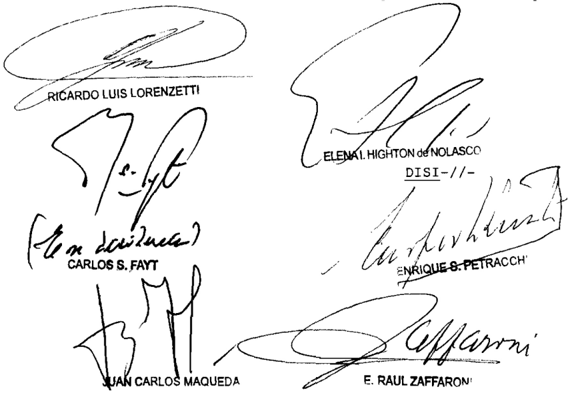 RICARDO LUIS LORENZETTI
ELENA I. HIGHTON de NOLASCO
DISI-//-
(en disidencia)
CARLOS S. FAYT
ENRIQUE S. PETRACCHI
JUAN CARLOS MAQUEDA
Zaffaroni
E. RAUL ZAFFARONI